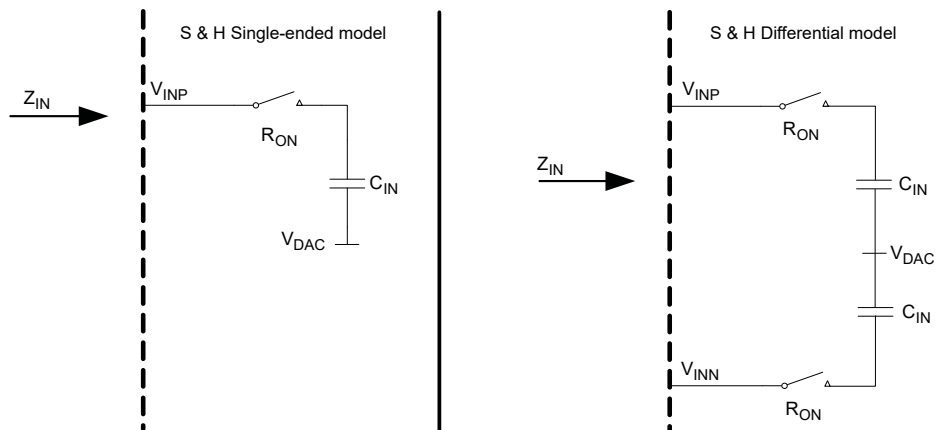 S & H Single-ended model
V_INP
Z_IN
R_ON
C_IN
V_DAC
S & H Differential model
V_INP
R_ON
Z_IN
C_IN
V_DAC
C_IN
V_INN
R_ON